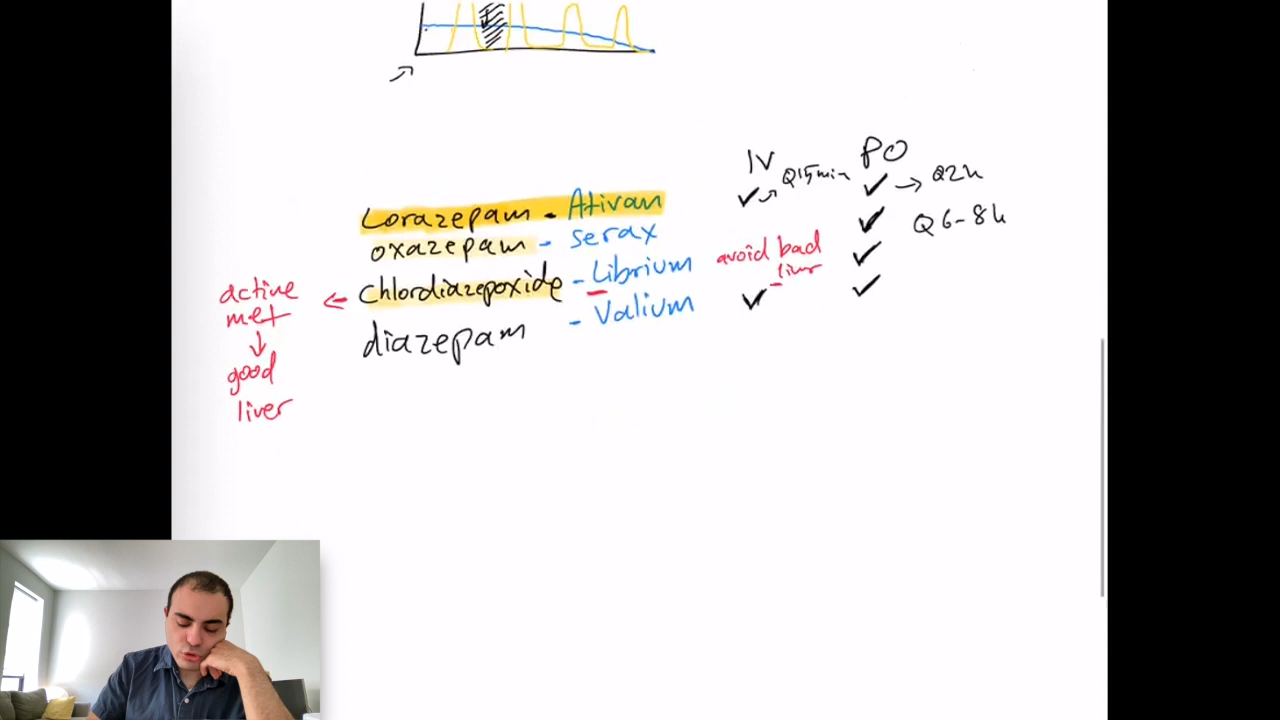 IV PO
✓ → Q15min ✓ → Q2h
Lorazepam - Ativan
oxazepam - serax ✓ Q6-8h
chlordiazepoxide - Librium avoid bad liver ✓
diazepam - Valium ✓ ✓
active
met
↓
good
liver